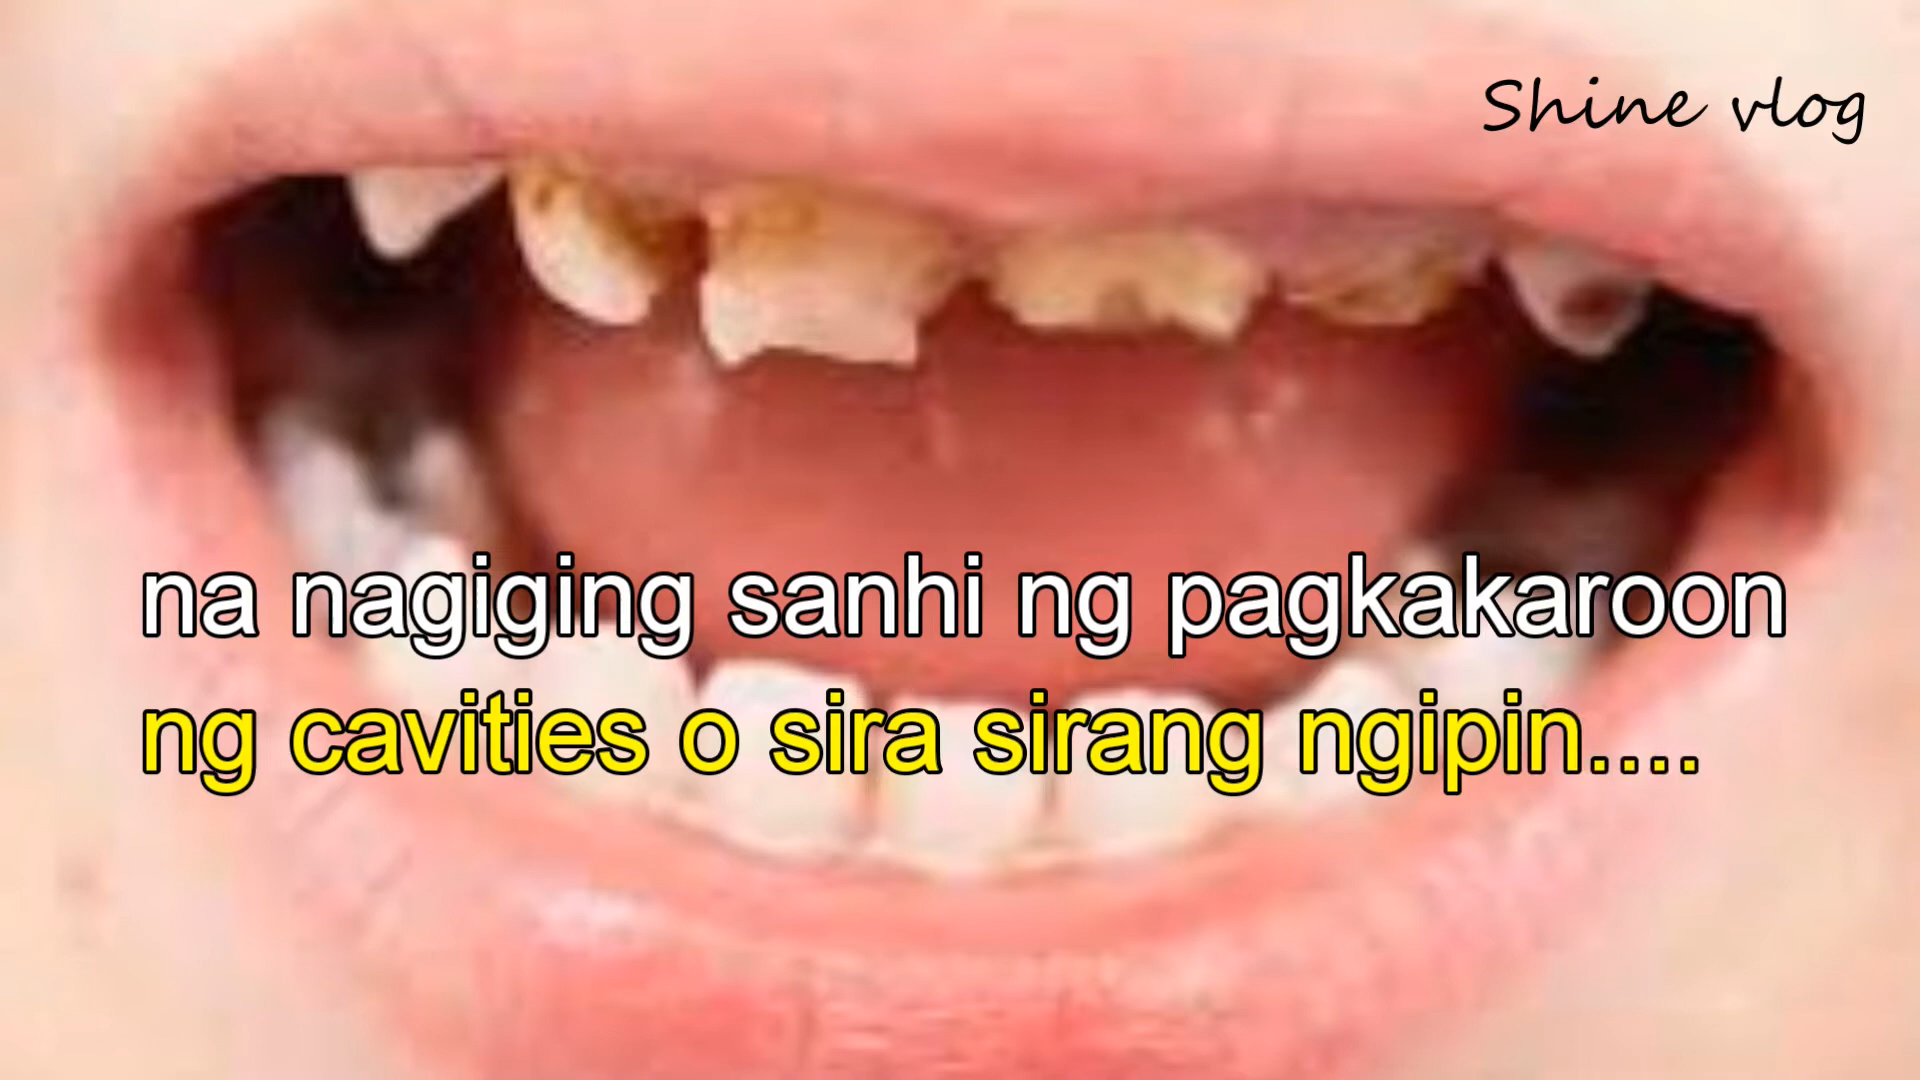 Shine vlog
na nagiging sanhi ng pagkakaroon
ng cavities o sira sirang ngipin....